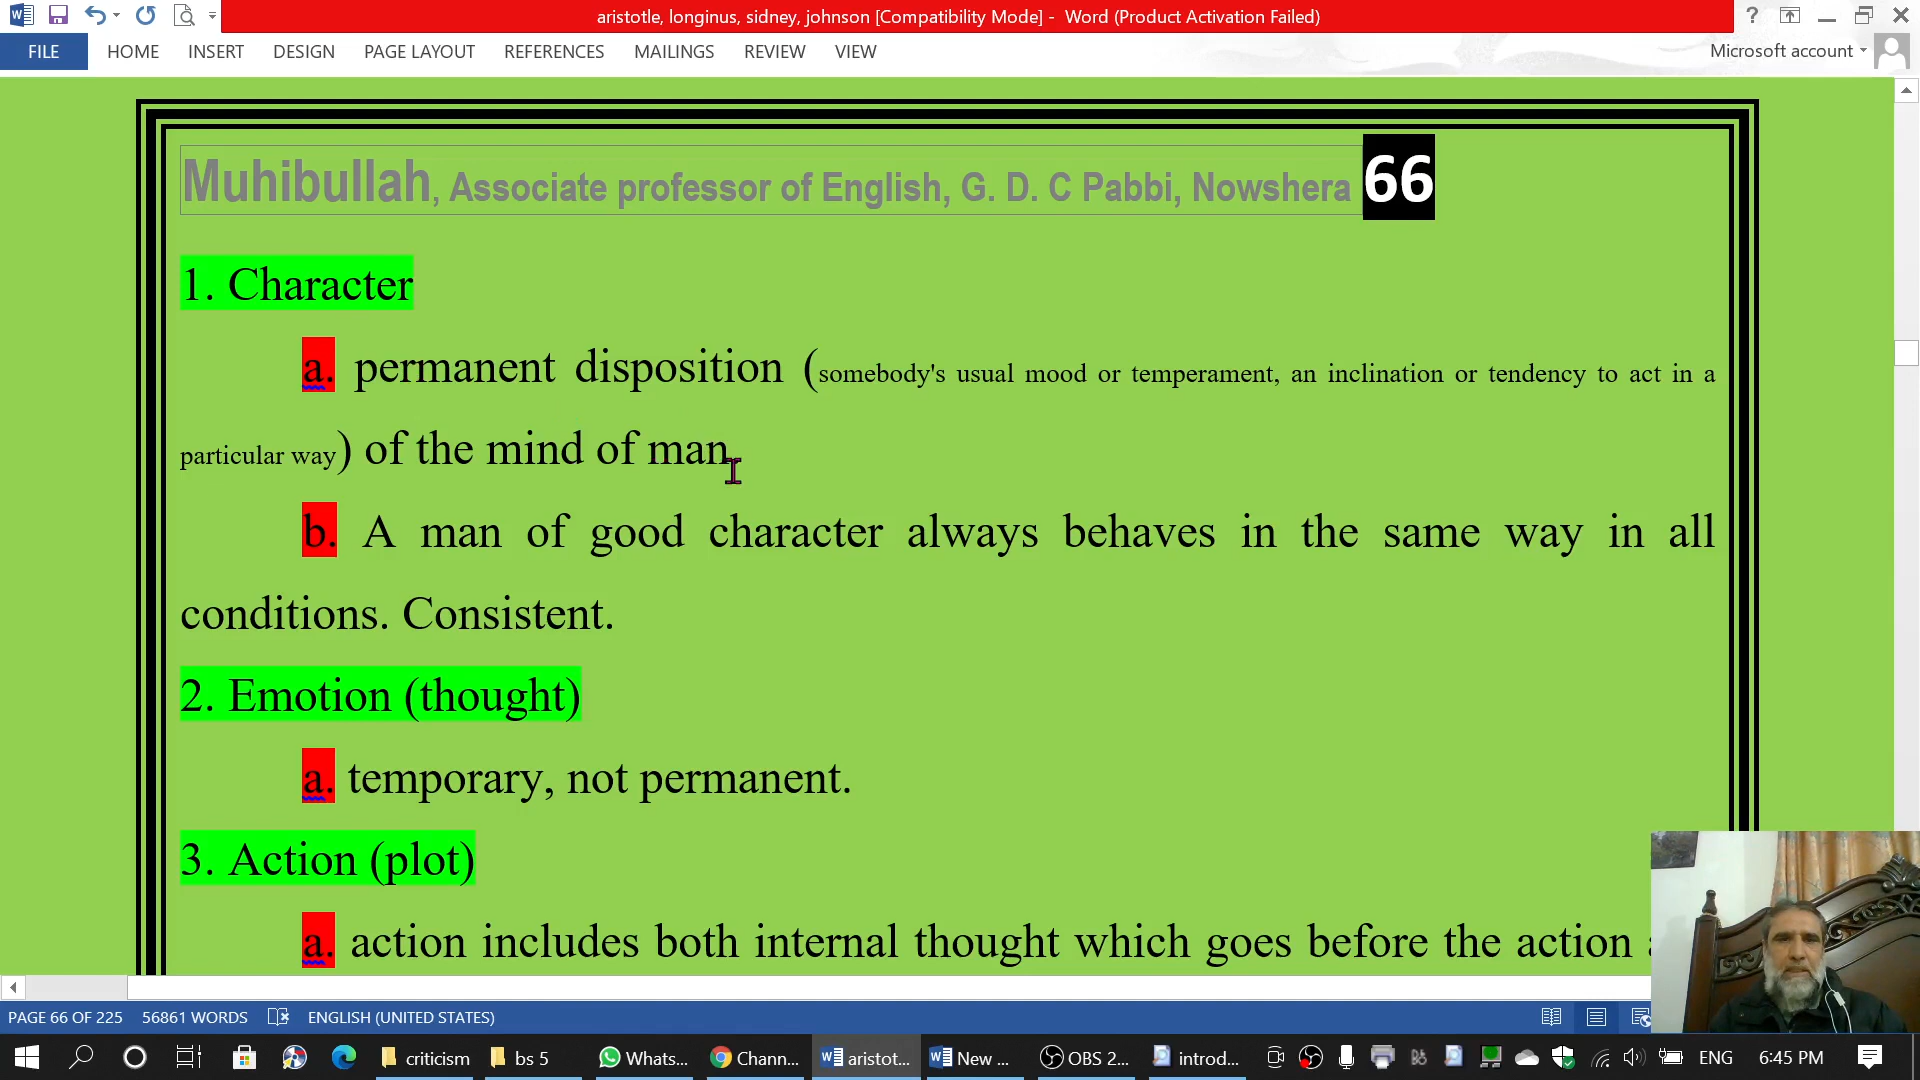 aristotle, longinus, sidney, johnson [Compatibility Mode] - Word (Product Activation Failed)
FILE HOME INSERT DESIGN PAGE LAYOUT REFERENCES MAILINGS REVIEW VIEW
Microsoft account
Muhibullah, Associate professor of English, G. D. C Pabbi, Nowshera 66
1. Character
a. permanent disposition (somebody's usual mood or temperament, an inclination or tendency to act in a
particular way) of the mind of man.
b. A man of good character always behaves in the same way in all
conditions. Consistent.
2. Emotion (thought)
a. temporary, not permanent.
3. Action (plot)
a. action includes both internal thought which goes before the action
PAGE 66 OF 225 56861 WORDS ENGLISH (UNITED STATES)
criticism bs 5 Whats... Chann... aristot... New ... OBS 2... introd... ENG 6:45 PM